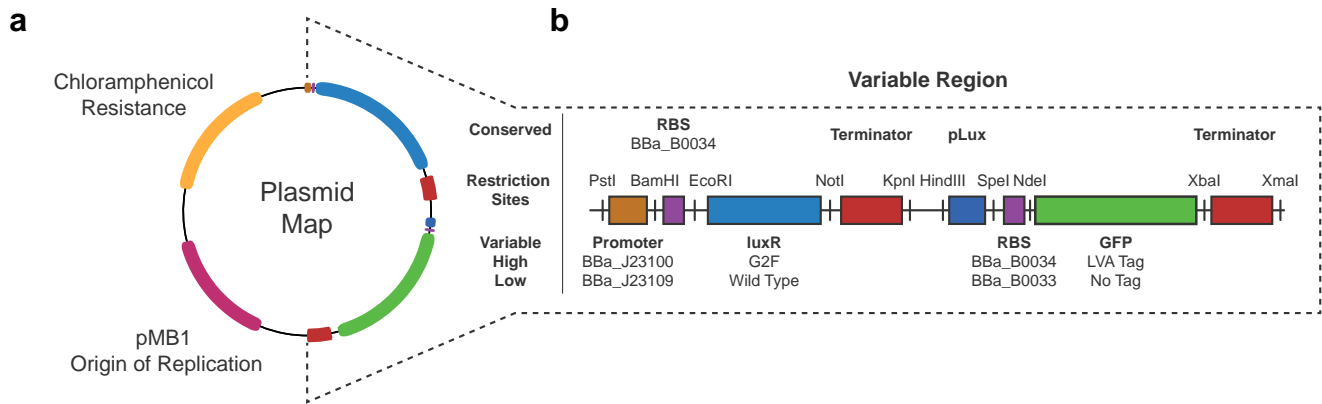 a
Chloramphenicol
Resistance
Plasmid
Map
pMB1
Origin of Replication
b
Variable Region
Conserved
RBS
BBa_B0034
Terminator
pLux
Terminator
Restriction
Sites
PstI BamHI EcoRI NotI KpnI HindIII SpeI NdeI XbaI XmaI
Variable
High
Low
Promoter
BBa_J23100
BBa_J23109
luxR
G2F
Wild Type
RBS
BBa_B0034
BBa_B0033
GFP
LVA Tag
No Tag